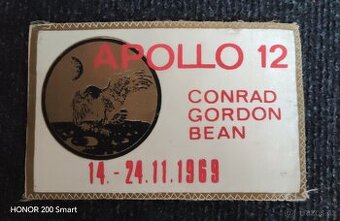 APOLLO 12
CONRAD
GORDON
BEAN
14.-24.11.1969
HONOR 200 Smart